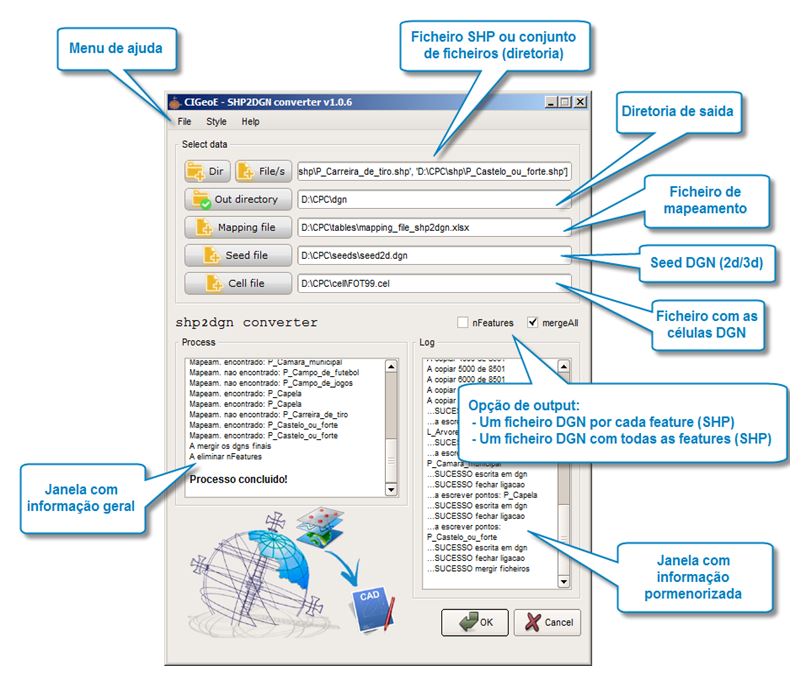 Menu de ajuda
Ficheiro SHP ou conjunto
de ficheiros (diretoria)
CIGeoE - SHP2DGN converter v1.0.6
File Style Help
Diretoria de saida
Select data
Dir File/s shp\P_Carreira_de_tiro.shp', 'D:\CPC\shp\P_Castelo_ou_forte.shp']
Out directory D:\CPC\dgn
Ficheiro de
mapeamento
Mapping file D:\CPC\tables\mapping_file_shp2dgn.xlsx
Seed file D:\CPC\seeds\seed2d.dgn
Seed DGN (2d/3d)
Cell file D:\CPC\cell\FOT99.cel
Ficheiro com as
células DGN
shp2dgn converter nFeatures mergeAll
Process
Mapeam. encontrado: P_Camara_municipal
Mapeam. nao encontrado: P_Campo_de_futebol
Mapeam. nao encontrado: P_Campo_de_jogos
Mapeam. encontrado: P_Capela
Mapeam. encontrado: P_Capela
Mapeam. nao encontrado: P_Carreira_de_tiro
Mapeam. encontrado: P_Castelo_ou_forte
Mapeam. encontrado: P_Castelo_ou_forte
A mergir os dgns finais
A eliminar nFeatures
Processo concluido!
Log
A copiar 5000 de 8501
A copiar 6000 de 8501
...SUCESSO
...a escre
L_Arvore
P_Camara_municipal
...SUCESSO escrita em dgn
...SUCESSO fechar ligacao
...a escrever pontos: P_Capela
...SUCESSO escrita em dgn
...SUCESSO fechar ligacao
...a escrever pontos:
P_Castelo_ou_forte
...SUCESSO escrita em dgn
...SUCESSO fechar ligacao
...SUCESSO mergir ficheiros
Opção de output:
- Um ficheiro DGN por cada feature (SHP)
- Um ficheiro DGN com todas as features (SHP)
Janela com
informação geral
Janela com
informação
pormenorizada
CAD
OK Cancel